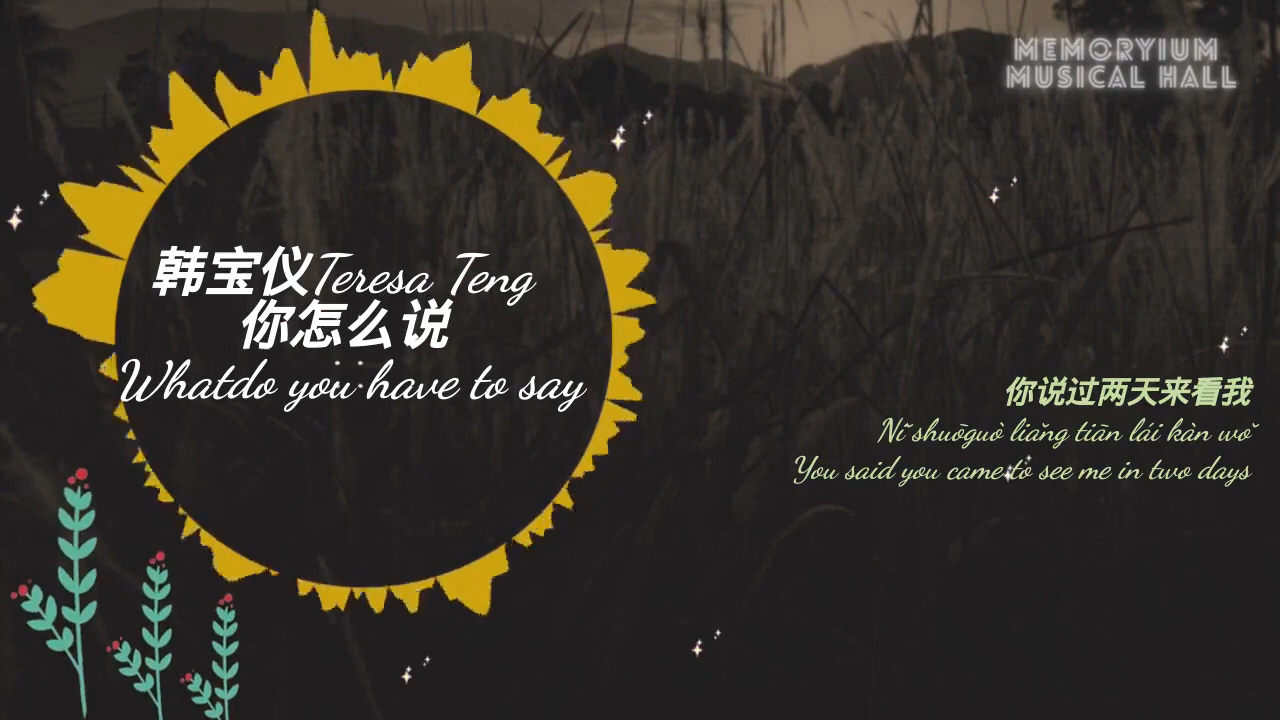 MEMORYIUM
MUSICAL HALL
韩宝仪Teresa Teng
你怎么说
Whatdo you have to say
你说过两天来看我
Nǐ shuōguò liǎng tiān lái kàn wǒ
You said you came to see me in two days